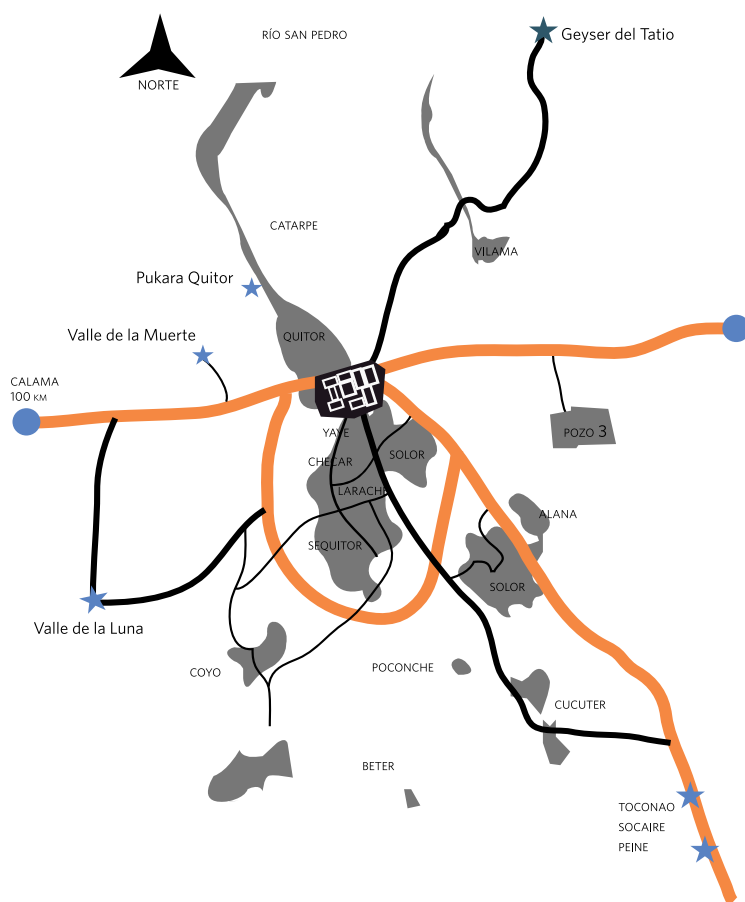 RÍO SAN PEDRO
Geyser del Tatio
NORTE
CATARPE
VILAMA
Pukara Quitor
Valle de la Muerte
QUITOR
CALAMA
100 KM
YAYE
POZO 3
CHECAR
SOLOR
LARACHE
ALANA
SEQUITOR
SOLOR
Valle de la Luna
COYO
POCONCHE
CUCUTER
BETER
TOCONAO
SOCAIRE
PEINE